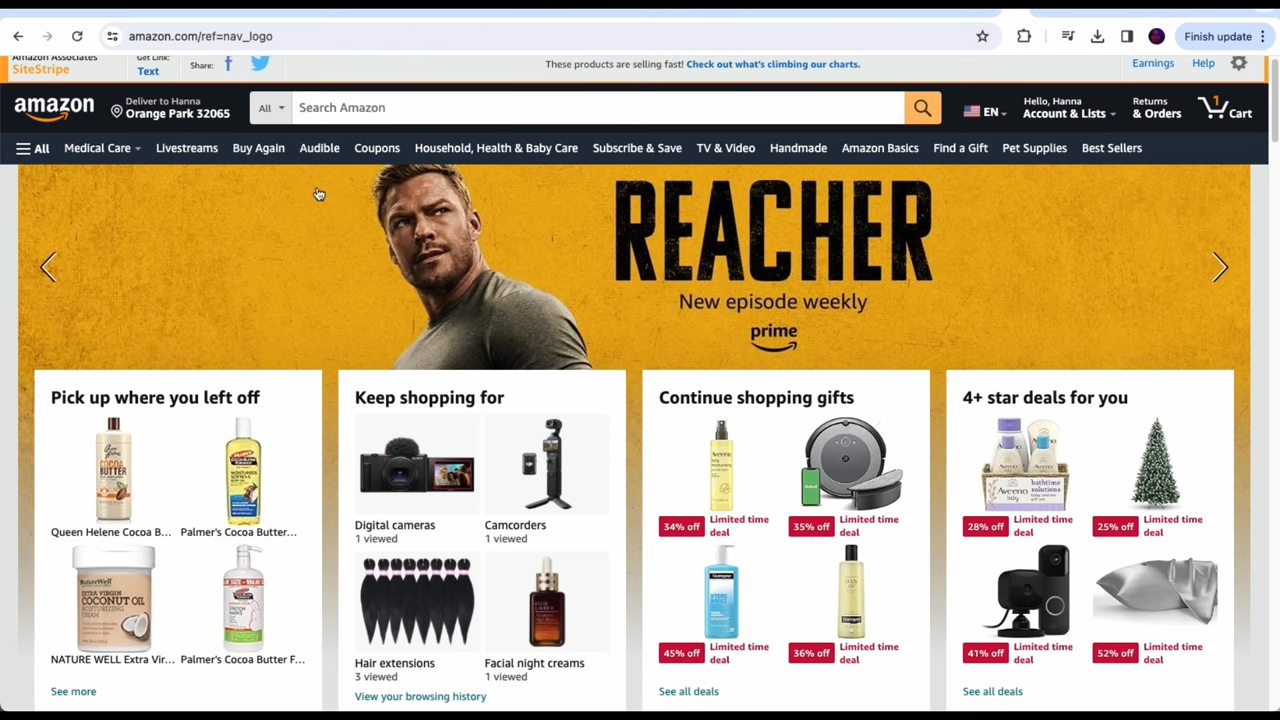 amazon.com/ref=nav_logo
Finish update
Amazon Associates
SiteStripe
Get Link:
Text
Share:
These products are selling fast! Check out what's climbing our charts.
Earnings
Help
amazon
Deliver to Hanna
Orange Park 32065
All
Search Amazon
EN
Hello, Hanna
Account & Lists
Returns
& Orders
1
Cart
All
Medical Care
Livestreams
Buy Again
Audible
Coupons
Household, Health & Baby Care
Subscribe & Save
TV & Video
Handmade
Amazon Basics
Find a Gift
Pet Supplies
Best Sellers
REACHER
New episode weekly
prime
Pick up where you left off
Queen Helene Cocoa B...
Palmer's Cocoa Butter...
NATURE WELL Extra Vir...
Palmer's Cocoa Butter F...
See more
Keep shopping for
Digital cameras
1 viewed
Camcorders
1 viewed
Hair extensions
3 viewed
Facial night creams
1 viewed
View your browsing history
Continue shopping gifts
34% off
Limited time
deal
35% off
Limited time
deal
45% off
Limited time
deal
36% off
Limited time
deal
See all deals
4+ star deals for you
Aveeno
baby
bathtime
solutions
28% off
Limited time
deal
25% off
Limited time
deal
41% off
Limited time
deal
52% off
Limited time
deal
See all deals